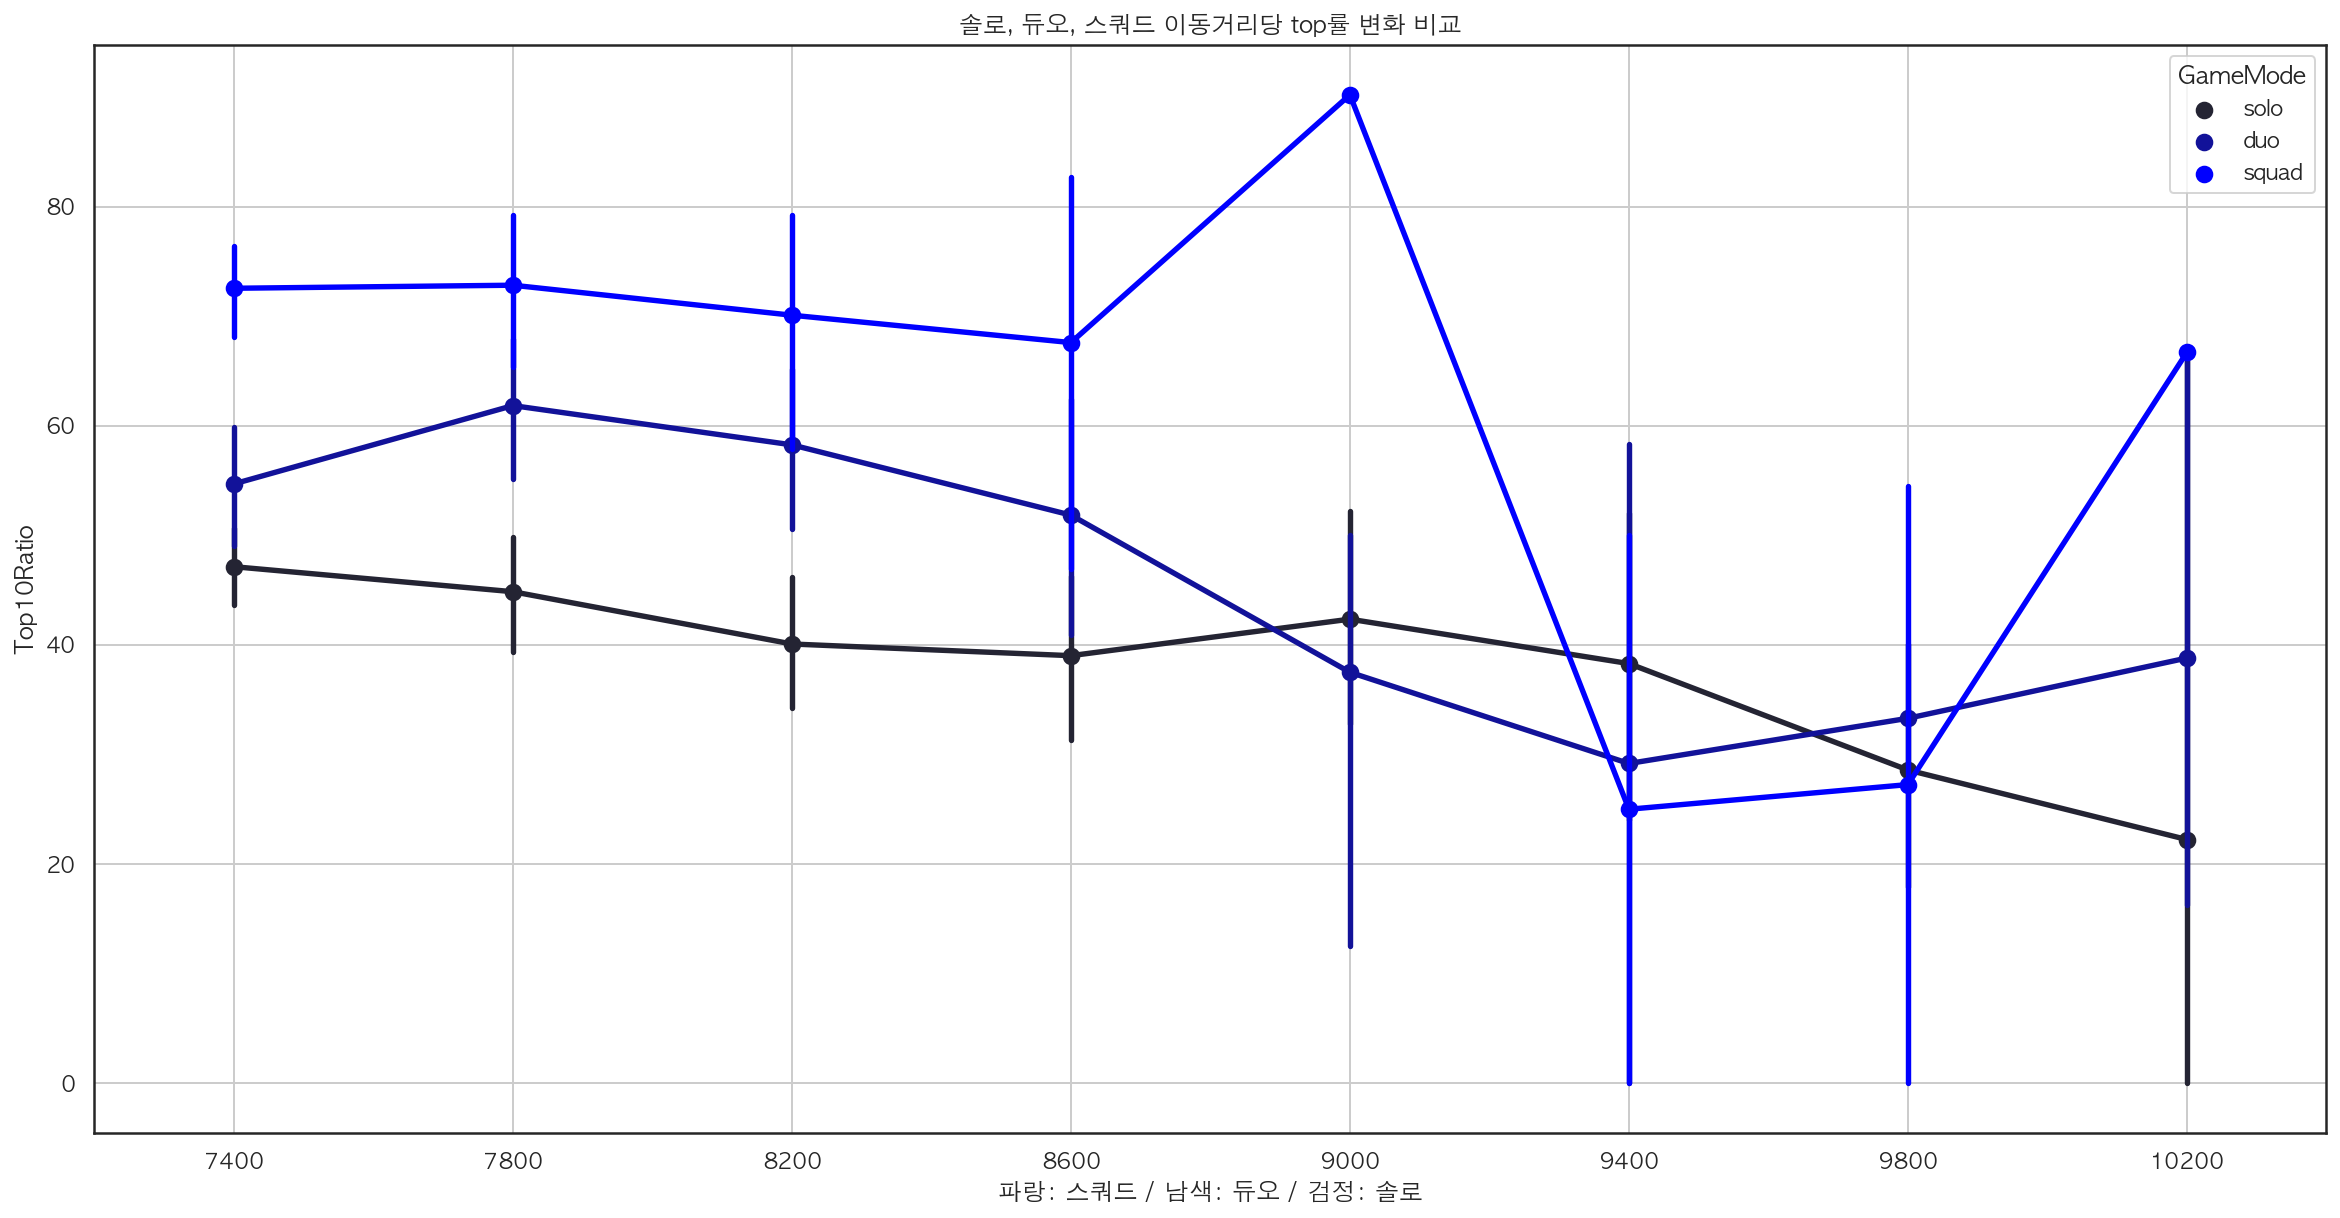 솔로, 듀오, 스쿼드 이동거리당 top률 변화 비교
GameMode
solo
duo
squad
Top10Ratio
80
60
40
20
0
7400 7800 8200 8600 9000 9400 9800 10200
파랑: 스쿼드 / 남색: 듀오 / 검정: 솔로